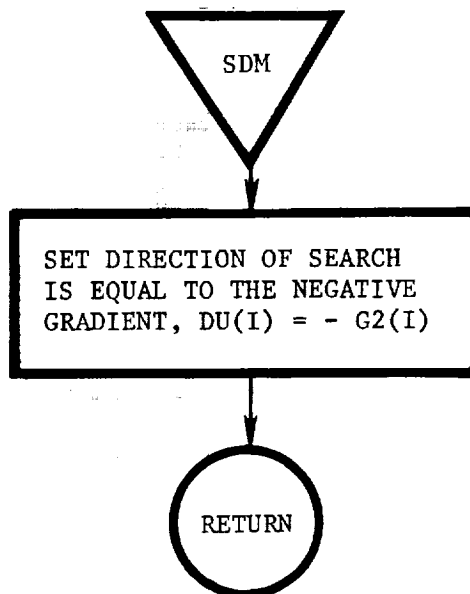 SDM
SET DIRECTION OF SEARCH
IS EQUAL TO THE NEGATIVE
GRADIENT, DU(I) = - G2(I)
RETURN